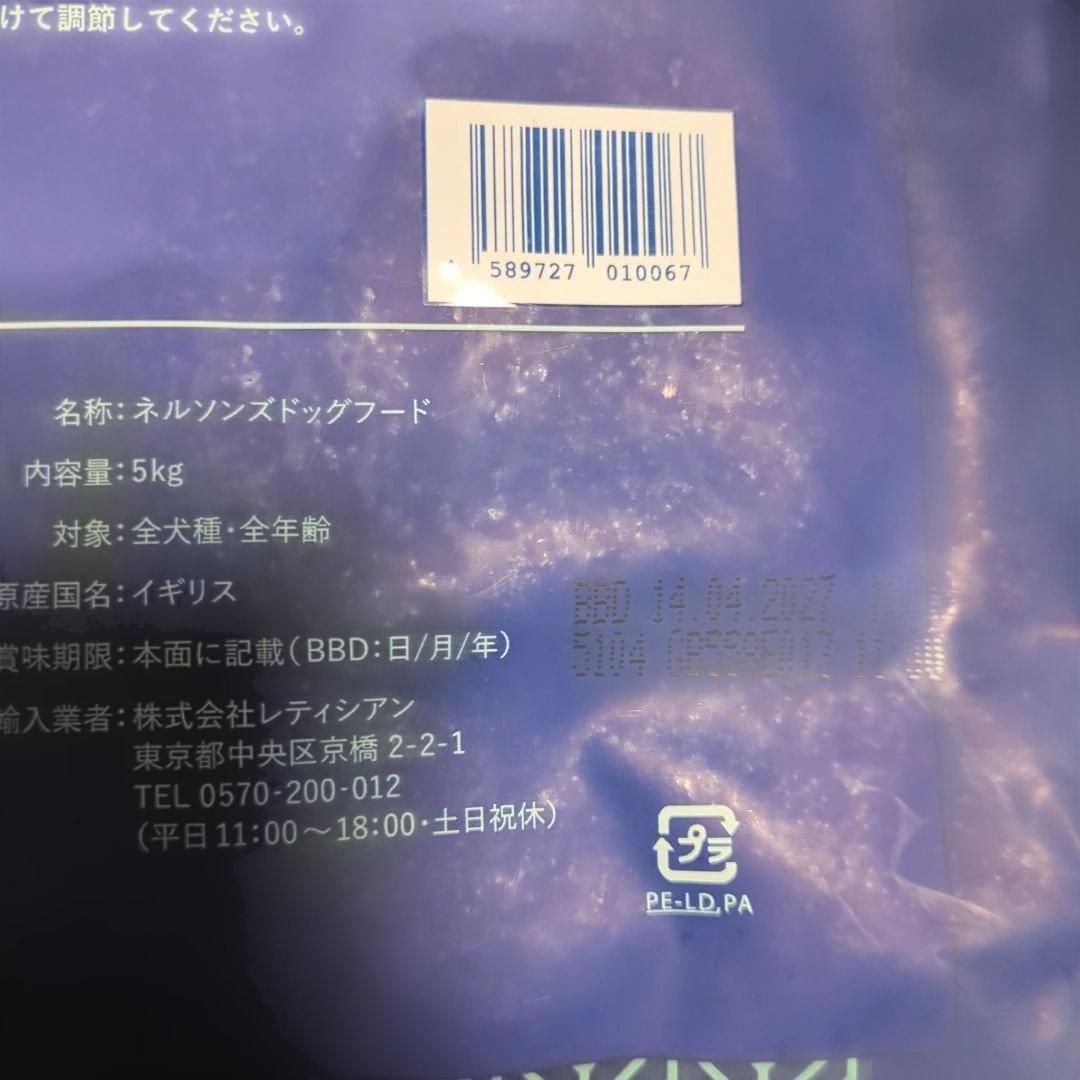 けて調節してください。
589727 010067
名称：ネルソンズドッグフード
内容量：5kg
対象：全犬種・全年齢
原産国名：イギリス
賞味期限：本面に記載（BBD：日/月/年）
BBD 14.04.2027
5104
輸入業者：株式会社レティシアン
東京都中央区京橋 2-2-1
TEL 0570-200-012
（平日 11：00～18：00・土日祝休）
プラ
PE-LD,PA